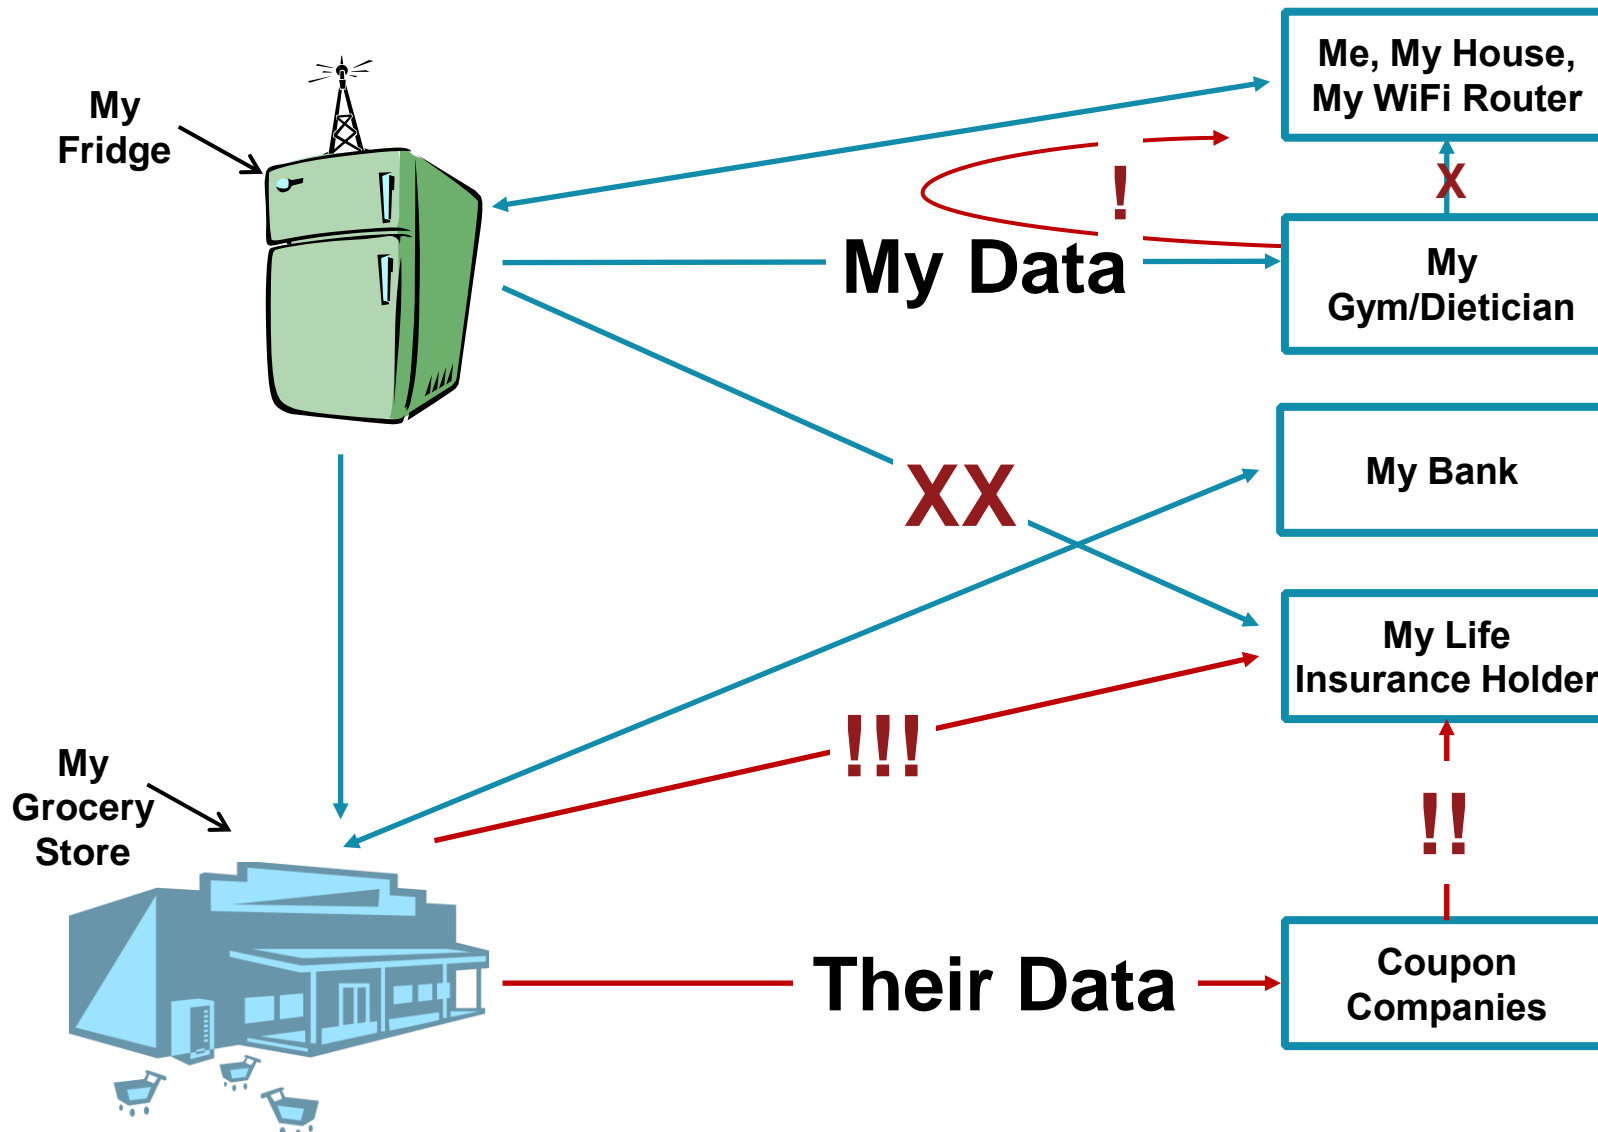 Me, My House,
My WiFi Router
My
Fridge
!
X
My Data
My
Gym/Dietician
XX
My Bank
My Life
Insurance Holder
!!!
My
Grocery
Store
!!
Their Data
Coupon
Companies